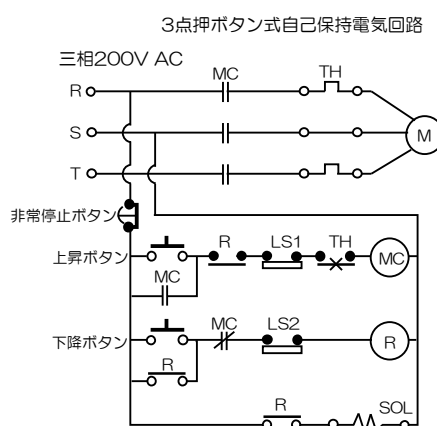 3点押ボタン式自己保持電気回路
三相200V AC
MC
TH
R
S
M
T
非常停止ボタン
R
LS1
TH
上昇ボタン
MC
MC
MC
LS2
下降ボタン
R
R
R
SOL